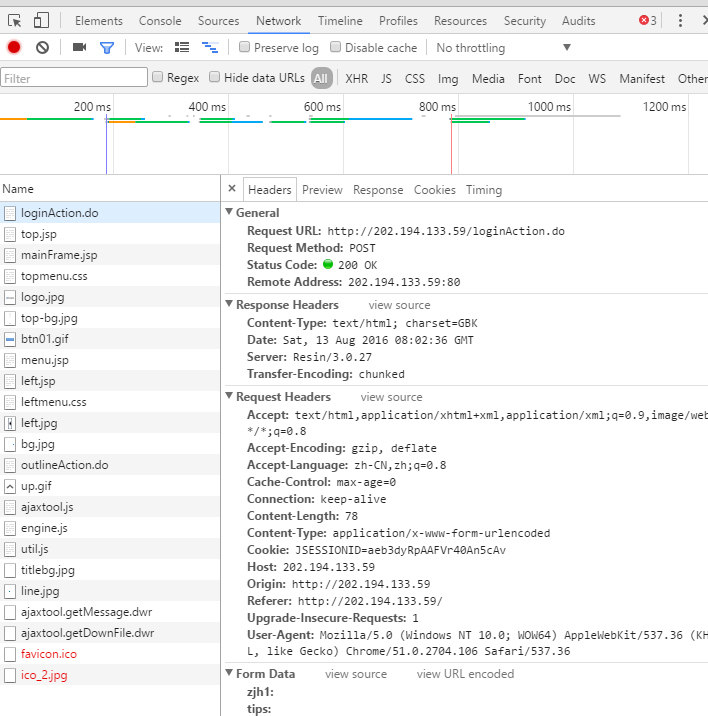 Elements Console Sources Network Timeline Profiles Resources Security Audits 3
View: Preserve log Disable cache No throttling
Filter Regex Hide data URLs All XHR JS CSS Img Media Font Doc WS Manifest Other
200 ms 400 ms 600 ms 800 ms 1000 ms 1200 ms
Name
loginAction.do
top.jsp
mainFrame.jsp
topmenu.css
logo.jpg
top-bg.jpg
btn01.gif
menu.jsp
left.jsp
leftmenu.css
left.jpg
bg.jpg
outlineAction.do
up.gif
ajaxtool.js
engine.js
util.js
titlebg.jpg
line.jpg
ajaxtool.getMessage.dwr
ajaxtool.getDownFile.dwr
favicon.ico
ico_2.jpg
× Headers Preview Response Cookies Timing
General
Request URL: http://202.194.133.59/loginAction.do
Request Method: POST
Status Code: 200 OK
Remote Address: 202.194.133.59:80
Response Headers view source
Content-Type: text/html; charset=GBK
Date: Sat, 13 Aug 2016 08:02:36 GMT
Server: Resin/3.0.27
Transfer-Encoding: chunked
Request Headers view source
Accept: text/html,application/xhtml+xml,application/xml;q=0.9,image/web
*/*;q=0.8
Accept-Encoding: gzip, deflate
Accept-Language: zh-CN,zh;q=0.8
Cache-Control: max-age=0
Connection: keep-alive
Content-Length: 78
Content-Type: application/x-www-form-urlencoded
Cookie: JSESSIONID=aeb3dyRpAAFVr40An5cAv
Host: 202.194.133.59
Origin: http://202.194.133.59
Referer: http://202.194.133.59/
Upgrade-Insecure-Requests: 1
User-Agent: Mozilla/5.0 (Windows NT 10.0; WOW64) AppleWebKit/537.36 (KH
L, like Gecko) Chrome/51.0.2704.106 Safari/537.36
Form Data view source view URL encoded
zjh1:
tips: